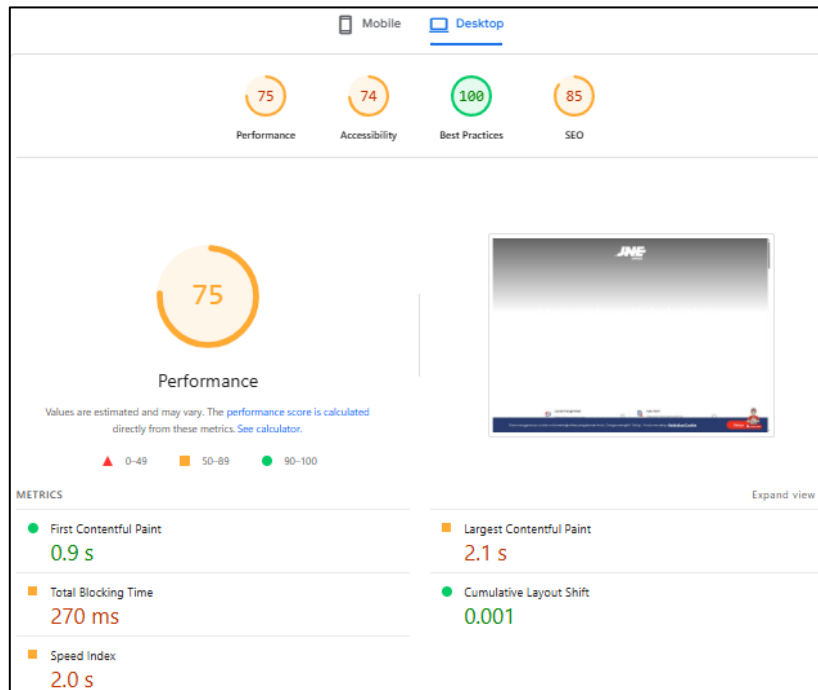 Mobile
Desktop
75
74
100
85
Performance
Accessibility
Best Practices
SEO
75
Performance
Values are estimated and may vary. The performance score is calculated
directly from these metrics. See calculator.
0–49
50–89
90–100
JNE
METRICS
Expand view
First Contentful Paint
0.9 s
Largest Contentful Paint
2.1 s
Total Blocking Time
270 ms
Cumulative Layout Shift
0.001
Speed Index
2.0 s